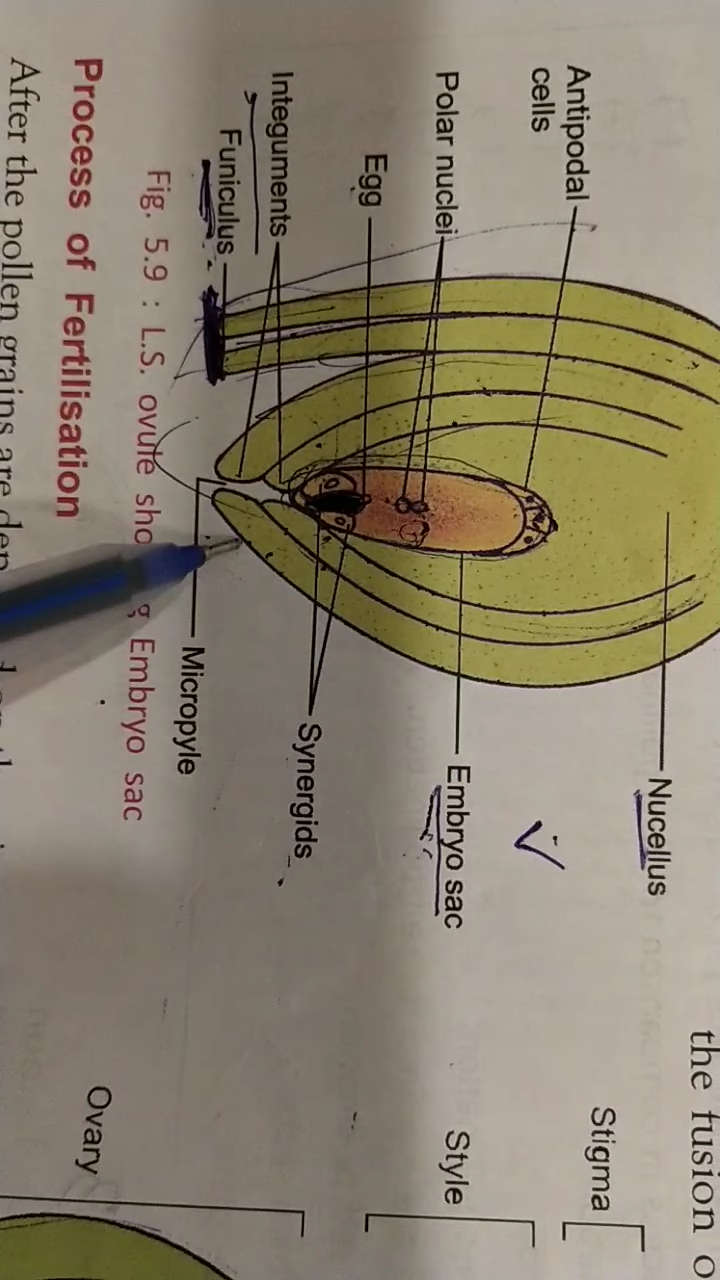 the fusion o
Stigma
Style
Ovary
Nucellus
Embryo sac
Synergids
Micropyle
Antipodal
cells
Polar nuclei
Egg
Integuments
Funiculus
Fig. 5.9 : L.S. ovule sho g Embryo sac
Process of Fertilisation
After the pollen grains are dep